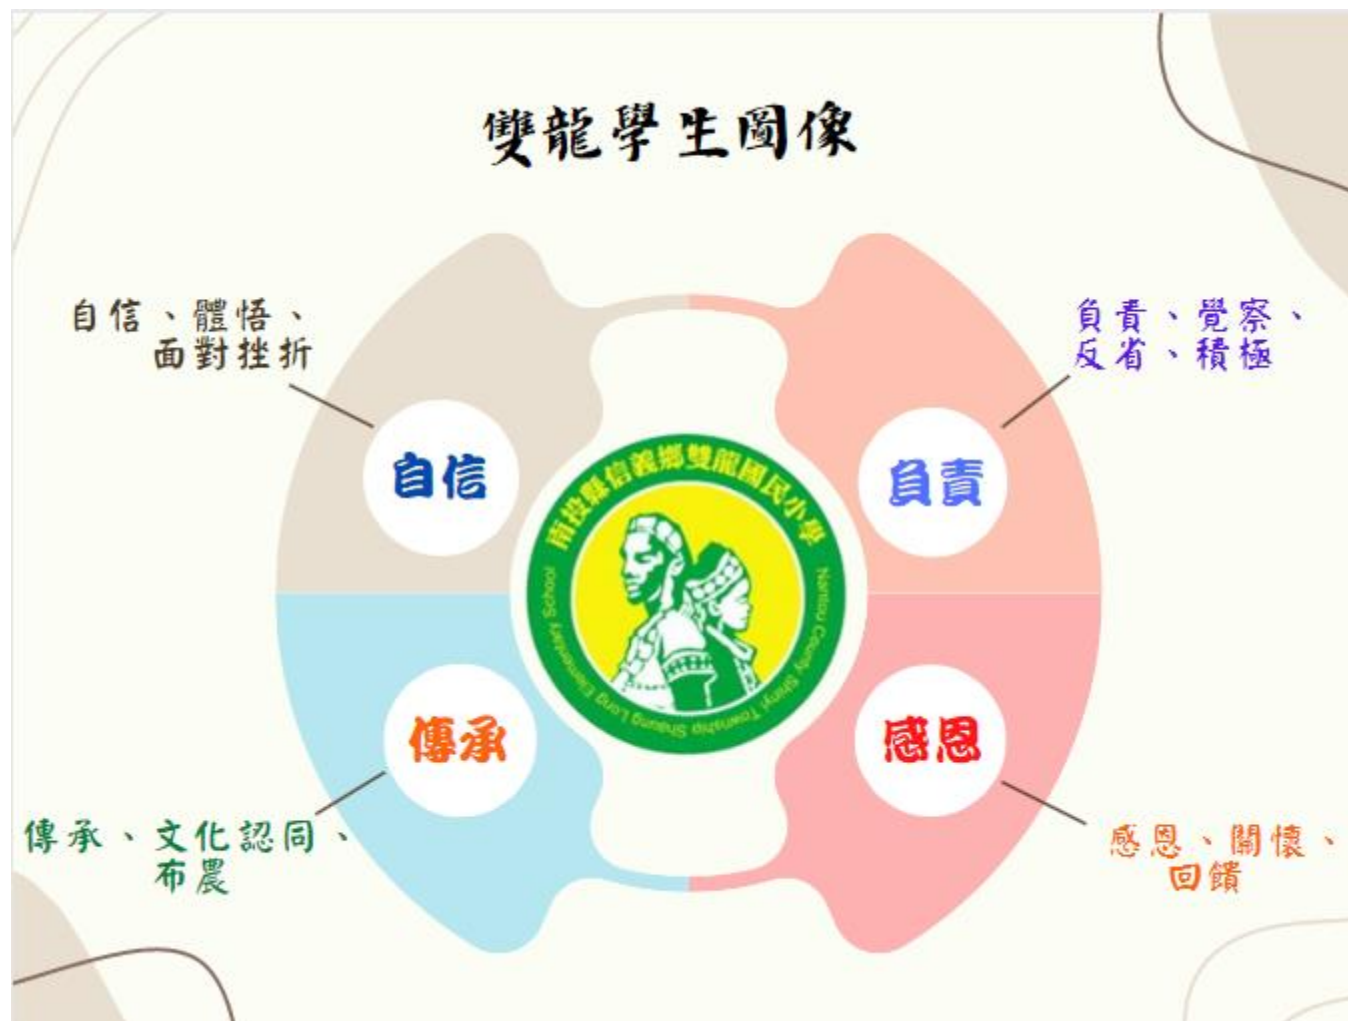 雙龍學生圖像
自信、體悟、
面對挫折
負責、覺察、
反省、積極
自信
負責
南投縣信義鄉雙龍國民小學
Nantou County Shinyi Township Shuang Long Elementary School
傳承
感恩
傳承、文化認同、
布農
感恩、關懷、
回饋